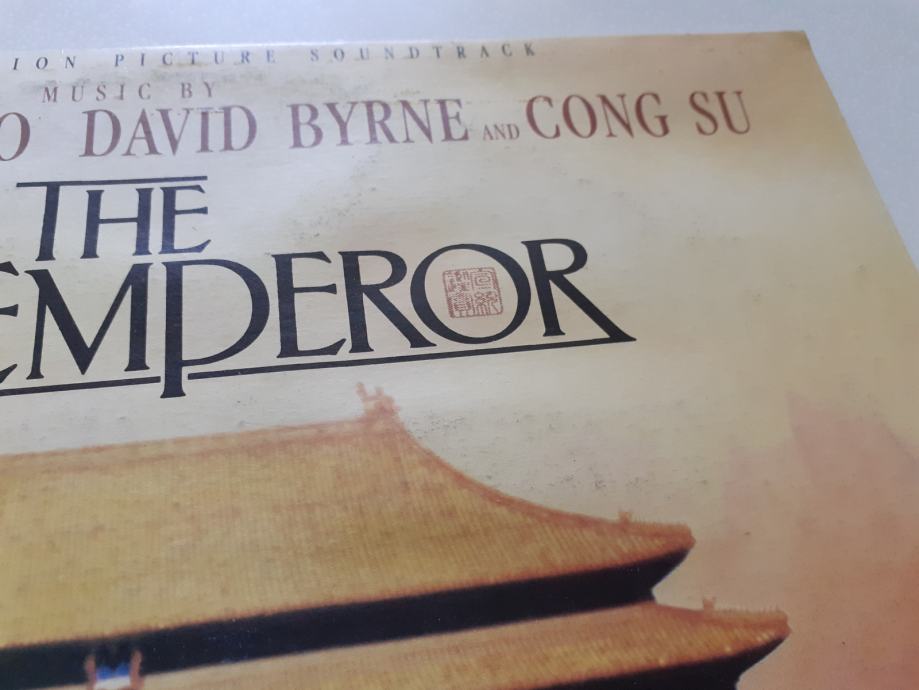 ION PICTURE SOUNDTRACK
MUSIC BY
O DAVID BYRNE AND CONG SU
THE
EMPEROR